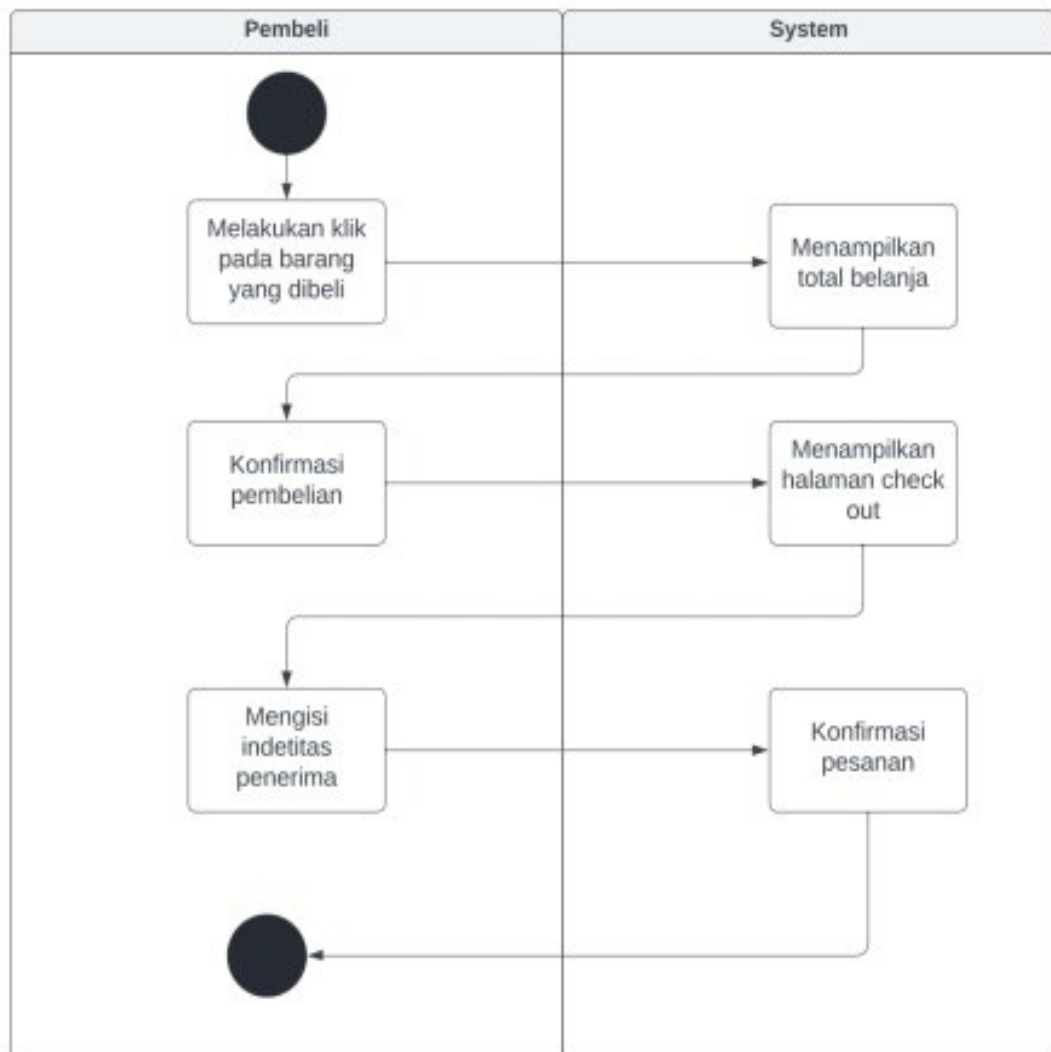 Pembeli
System
Melakukan klik
pada barang
yang dibeli
Menampilkan
total belanja
Konfirmasi
pembelian
Menampilkan
halaman check
out
Mengisi
indetitas
penerima
Konfirmasi
pesanan